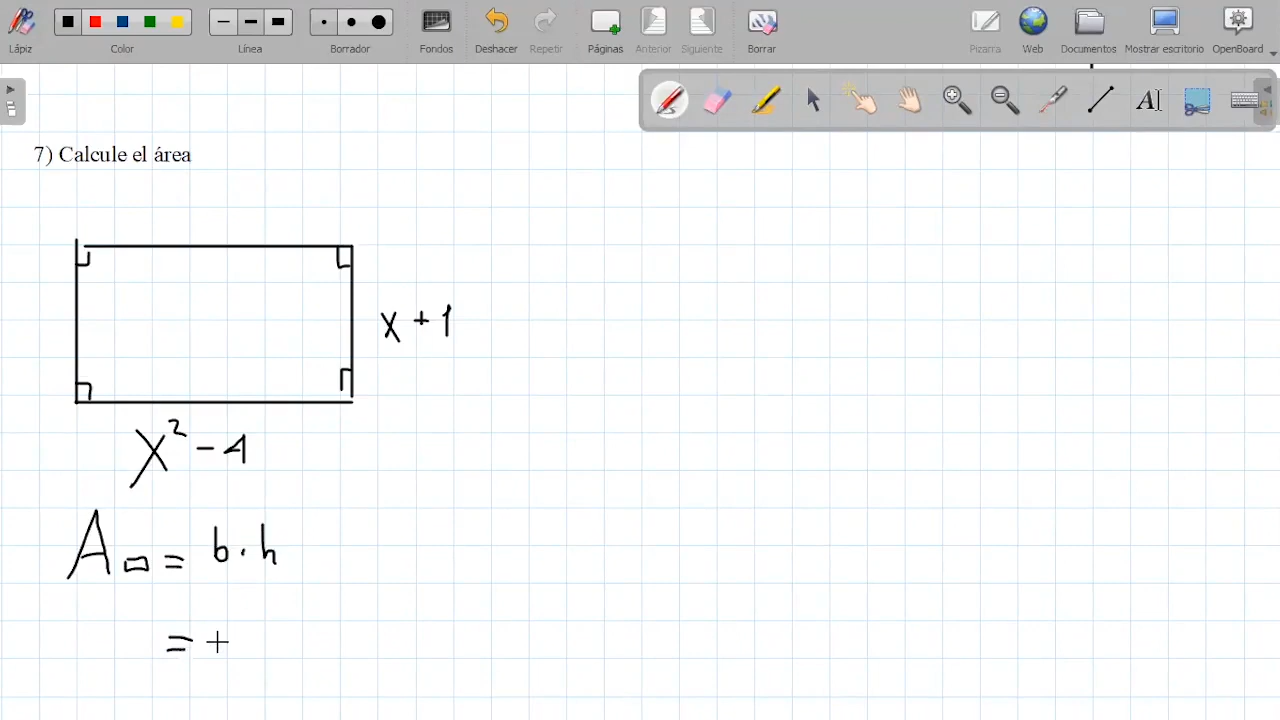 Lápiz Color Línea Borrador Fondos Deshacer Repetir Páginas Anterior Siguiente Borrar Pizarra Web Documentos Mostrar escritorio OpenBoard
A
7) Calcule el área
x + 1
x² - 4
A▭ = b · h
=